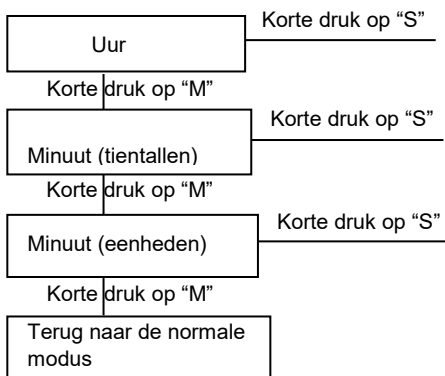 Korte druk op “S”
Uur
Korte druk op “M”
Korte druk op “S”
Minuut (tientallen)
Korte druk op “M”
Korte druk op “S”
Minuut (eenheden)
Korte druk op “M”
Terug naar de normale
modus